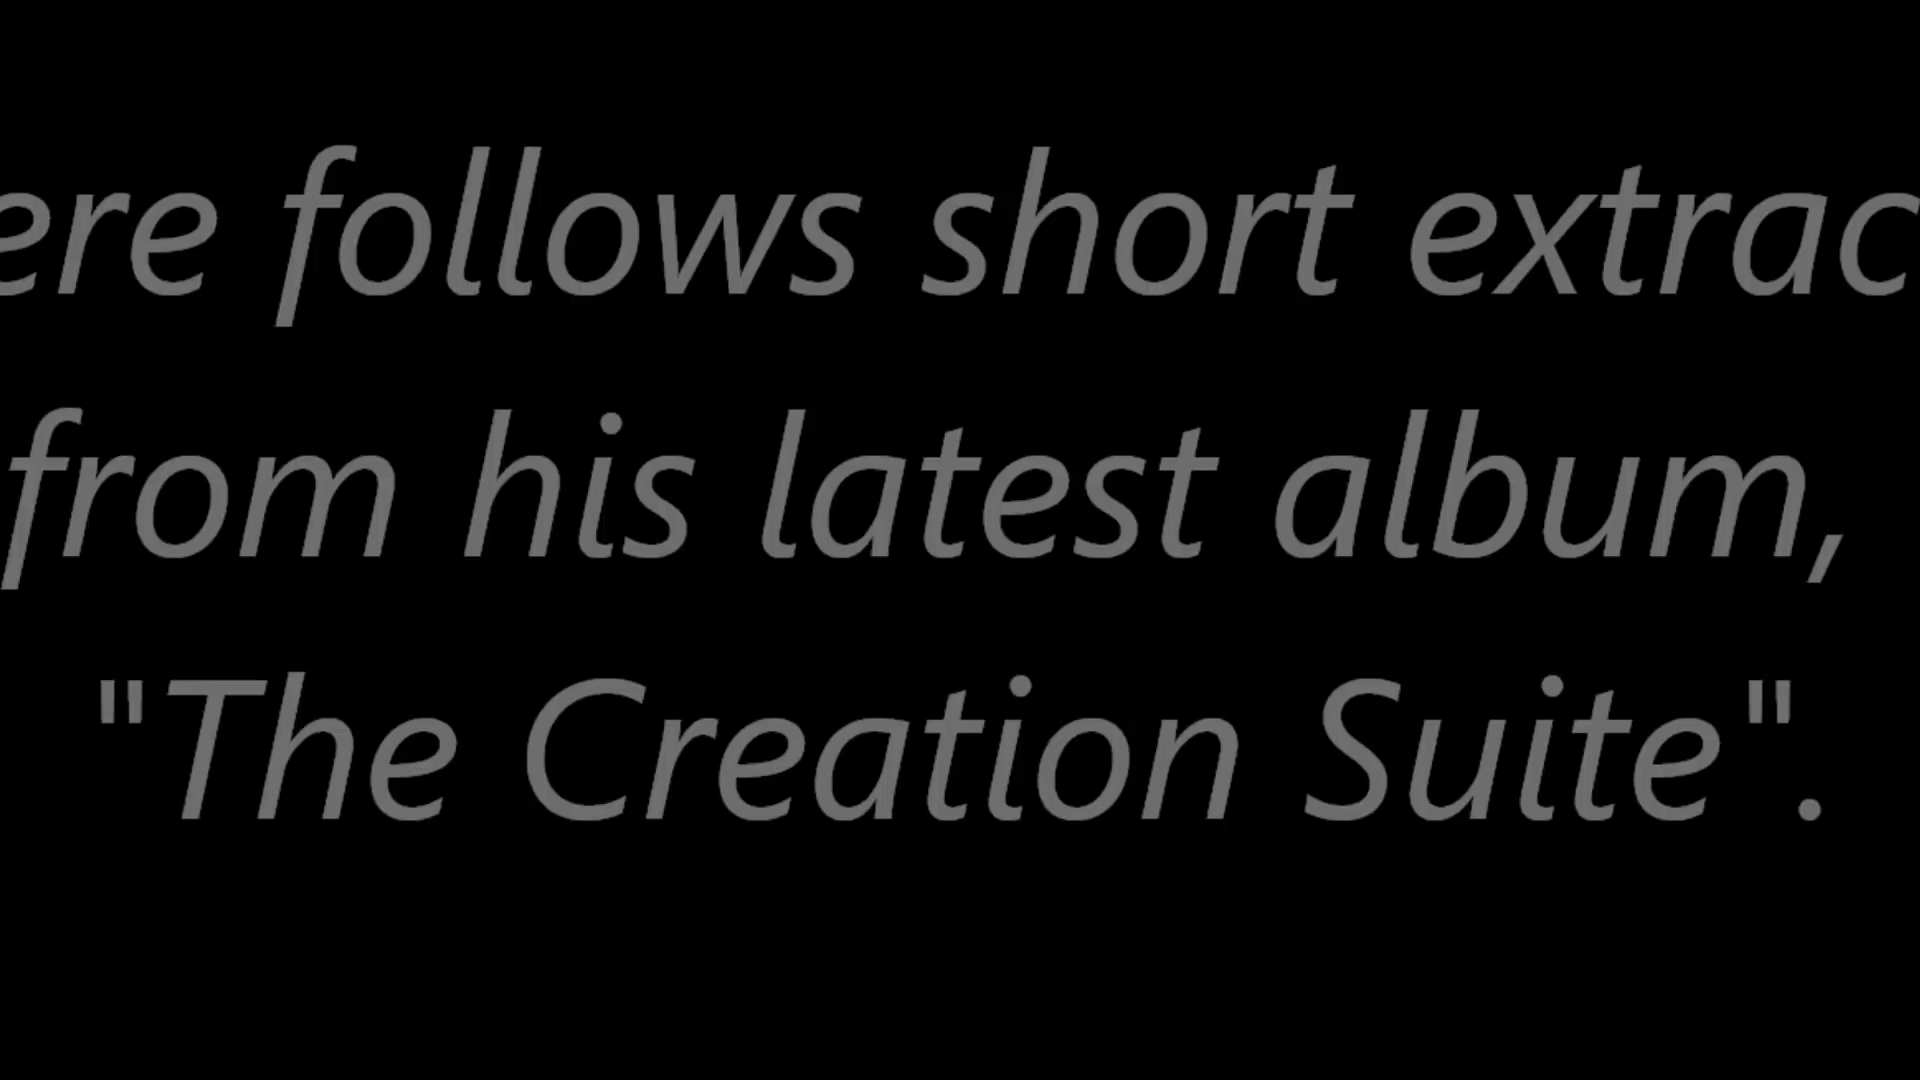 ere follows short extrac
from his latest album,
"The Creation Suite".